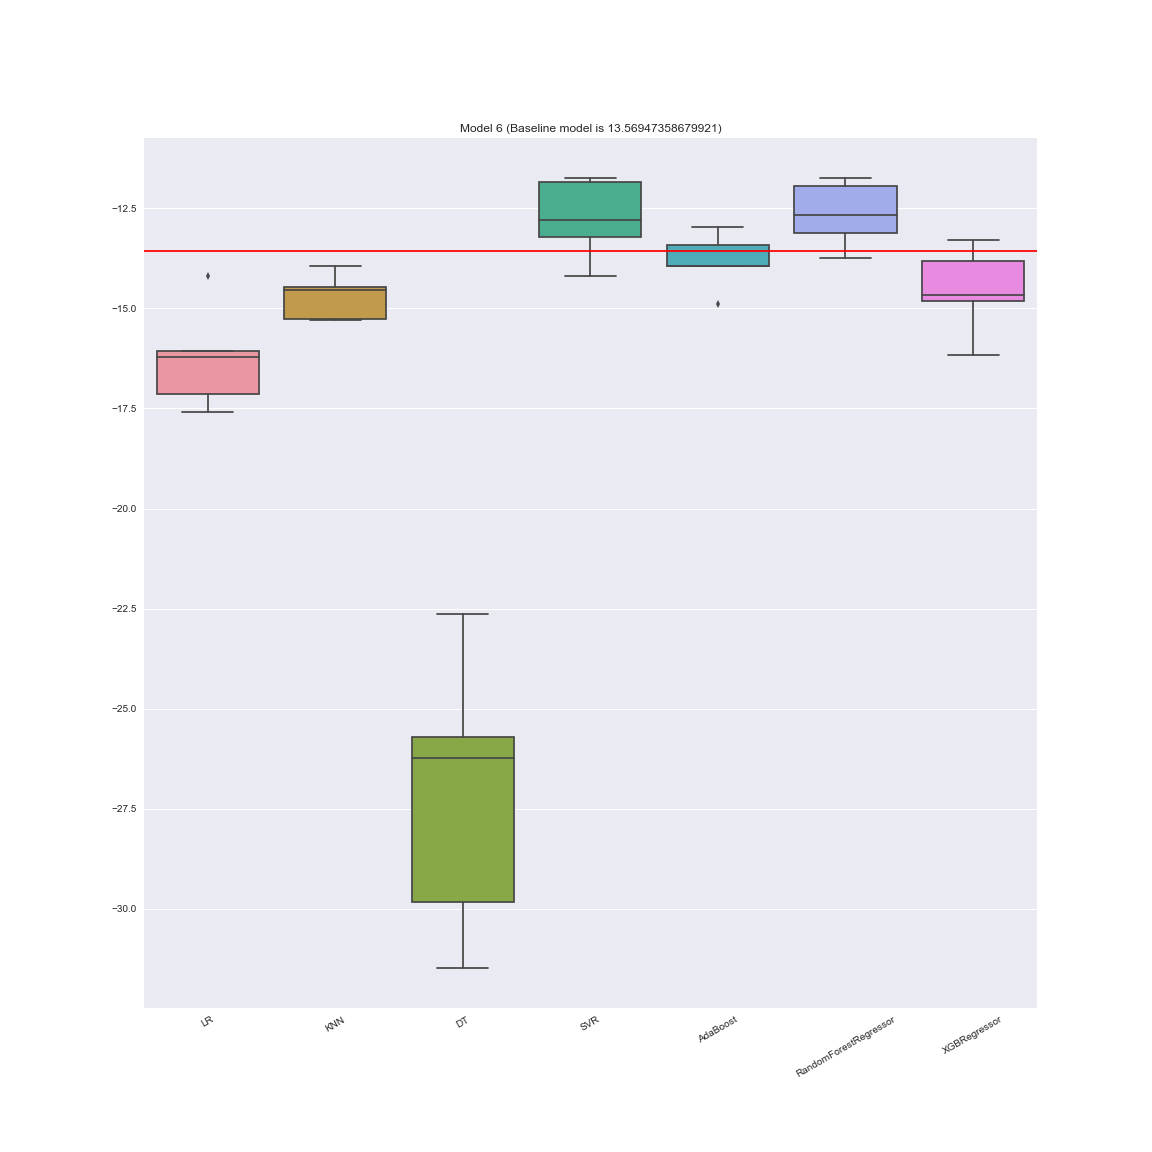 Model 6 (Baseline model is 13.56947358679921)
−12.5
−15.0
−17.5
−20.0
−22.5
−25.0
−27.5
−30.0
LR
KNN
DT
SVR
AdaBoost
RandomForestRegressor
XGBRegressor